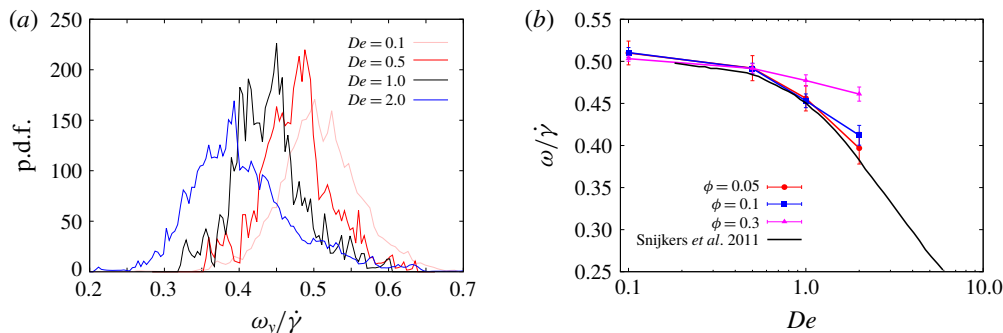 (a)
250
200
150
100
50
0
p.d.f.
0.2 0.3 0.4 0.5 0.6 0.7
ω_y/γ̇
De = 0.1
De = 0.5
De = 1.0
De = 2.0
(b)
0.55
0.50
0.45
0.40
0.35
0.30
0.25
ω/γ̇
0.1 1.0 10.0
De
ϕ = 0.05
ϕ = 0.1
ϕ = 0.3
Snijkers et al. 2011